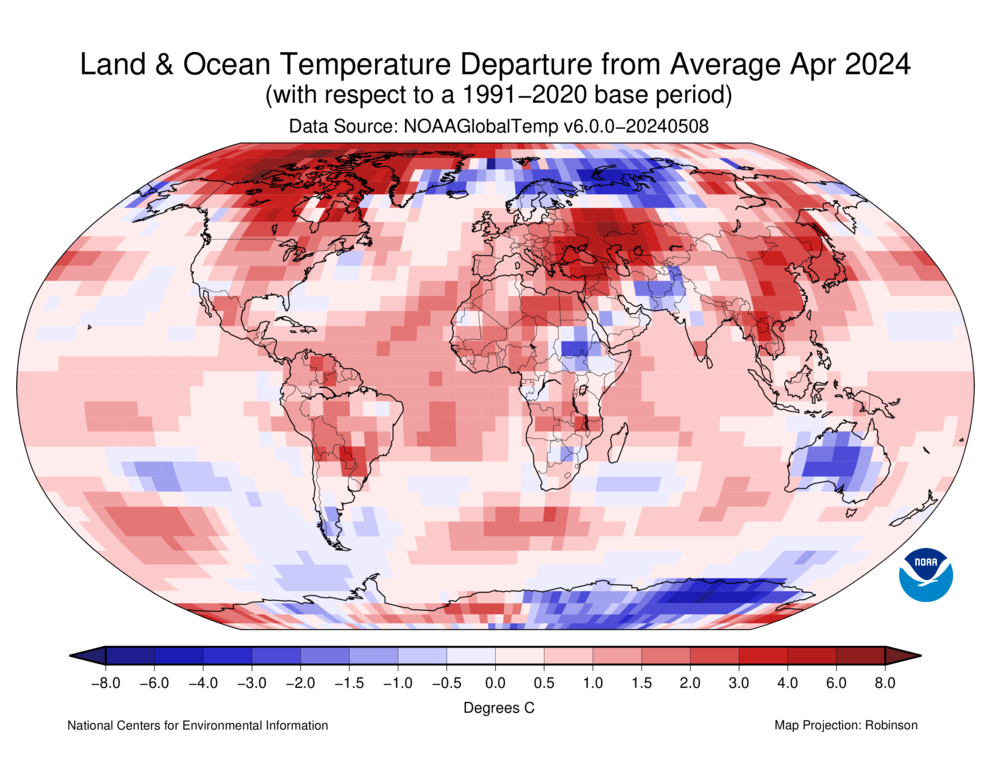 Land & Ocean Temperature Departure from Average Apr 2024
(with respect to a 1991−2020 base period)
Data Source: NOAAGlobalTemp v6.0.0−20240508
NOAA
−8.0 −6.0 −4.0 −3.0 −2.0 −1.5 −1.0 −0.5 0.0 0.5 1.0 1.5 2.0 3.0 4.0 6.0 8.0
Degrees C
National Centers for Environmental Information Map Projection: Robinson